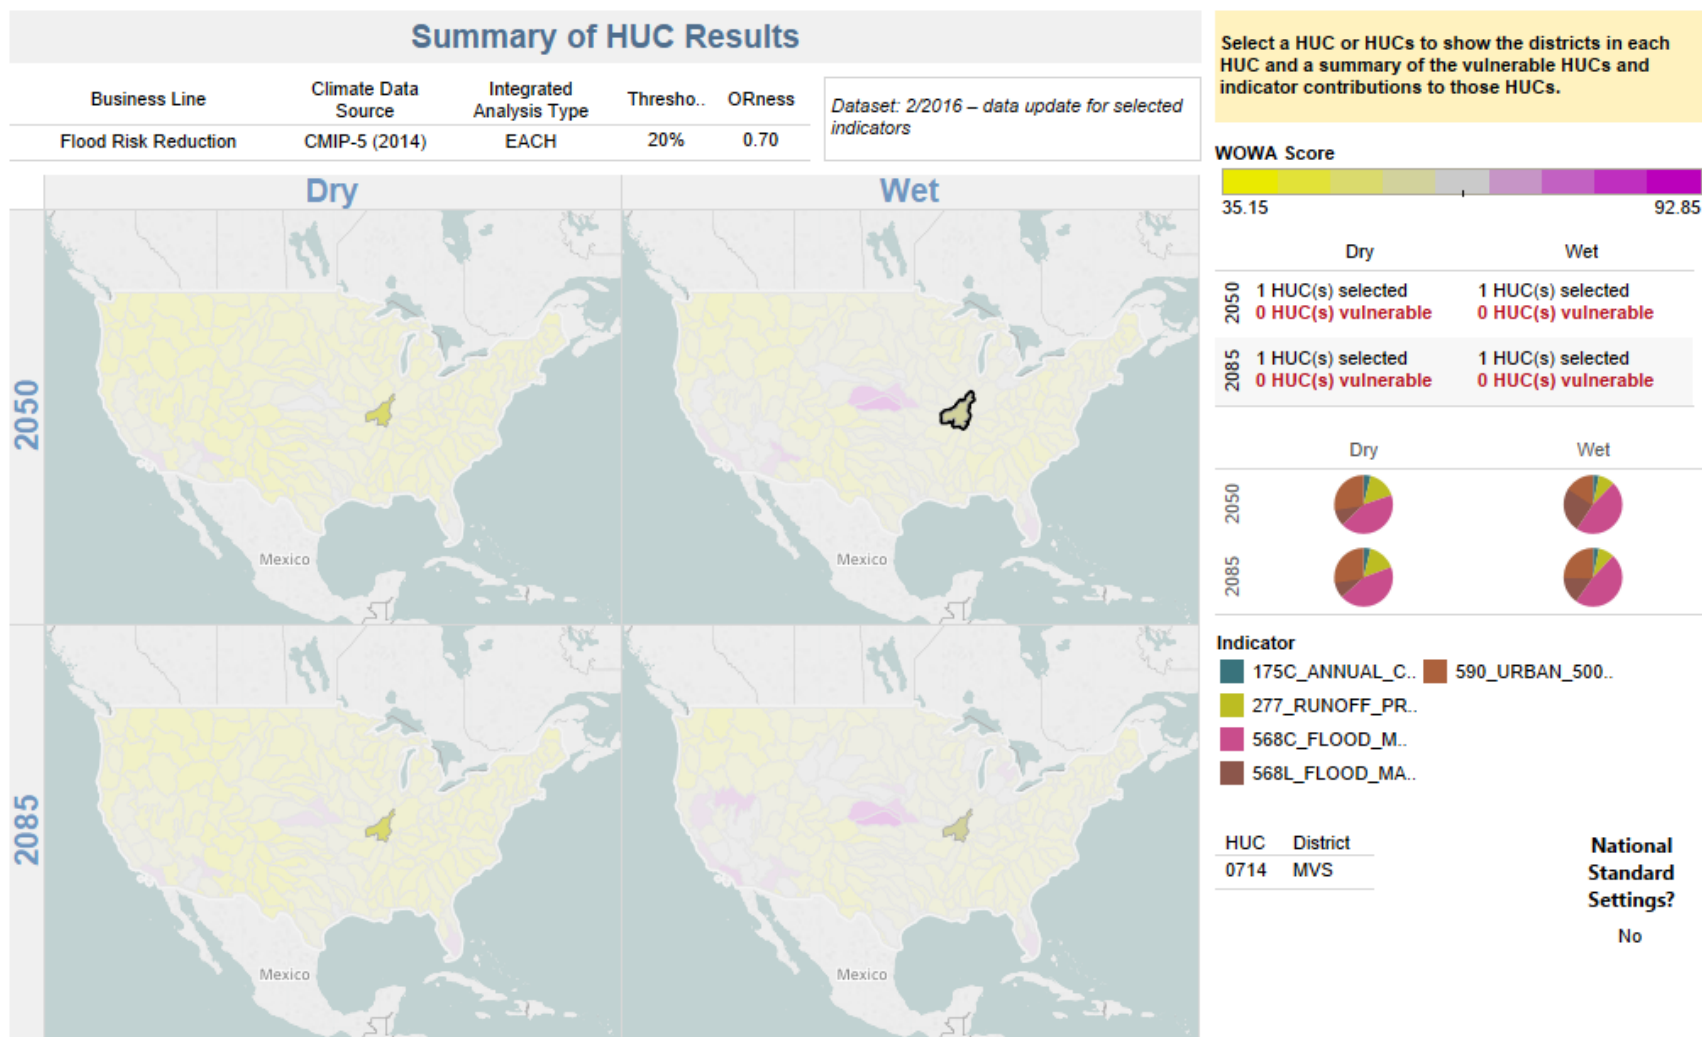 Summary of HUC Results
Business Line
Climate Data
Source
Integrated
Analysis Type
Thresho..
ORness
Flood Risk Reduction
CMIP-5 (2014)
EACH
20%
0.70
Dataset: 2/2016 – data update for selected
indicators
Select a HUC or HUCs to show the districts in each
HUC and a summary of the vulnerable HUCs and
indicator contributions to those HUCs.
Dry
Wet
2050
Mexico
Mexico
2085
Mexico
Mexico
WOWA Score
35.15
92.85
Dry
Wet
2050
1 HUC(s) selected
0 HUC(s) vulnerable
1 HUC(s) selected
0 HUC(s) vulnerable
2085
1 HUC(s) selected
0 HUC(s) vulnerable
1 HUC(s) selected
0 HUC(s) vulnerable
Dry
Wet
2050
2085
Indicator
175C_ANNUAL_C..
590_URBAN_500..
277_RUNOFF_PR..
568C_FLOOD_M..
568L_FLOOD_MA..
HUC
District
0714
MVS
National
Standard
Settings?
No